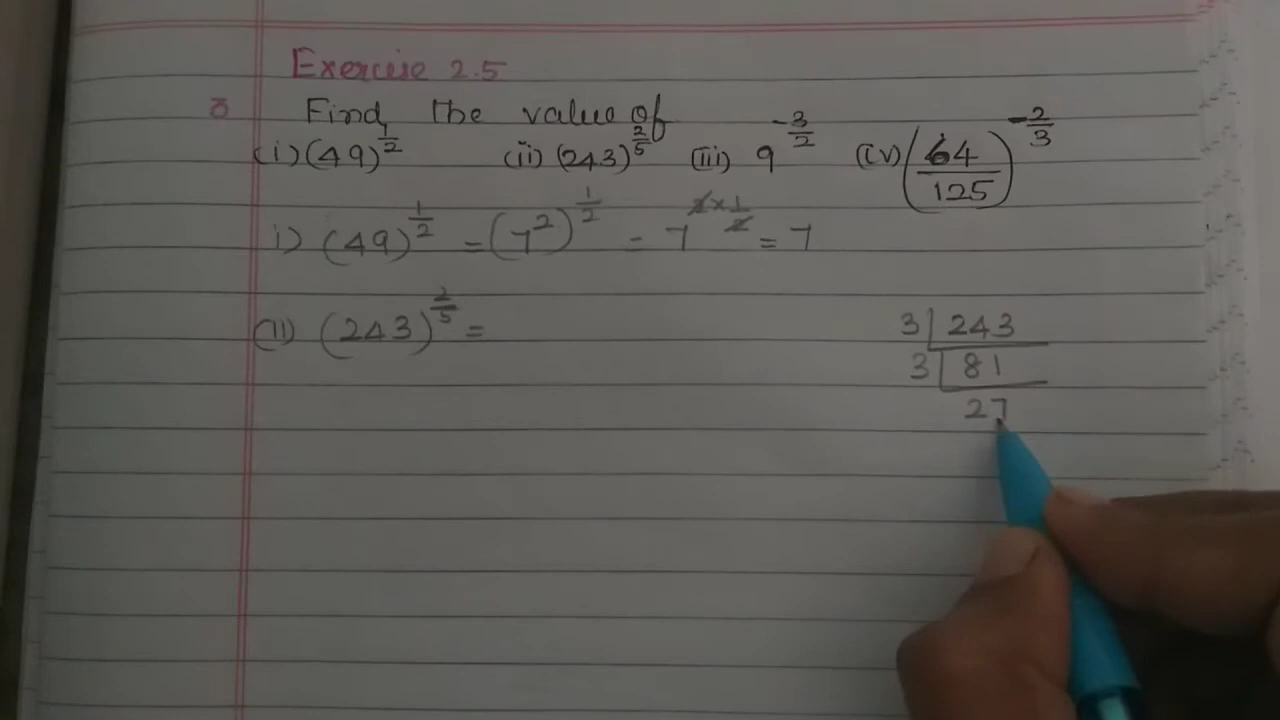 Exercise 2.5
Find the value of
(i) (49)^{1/2} (ii) (243)^{2/5} (iii) 9^{-3/2} (iv) (64/125)^{-2/3}
i) (49)^{1/2} = (7^2)^{1/2} = 7^{2×1/2} = 7
(ii) (243)^{2/5} =
3 | 243
3 | 81
27